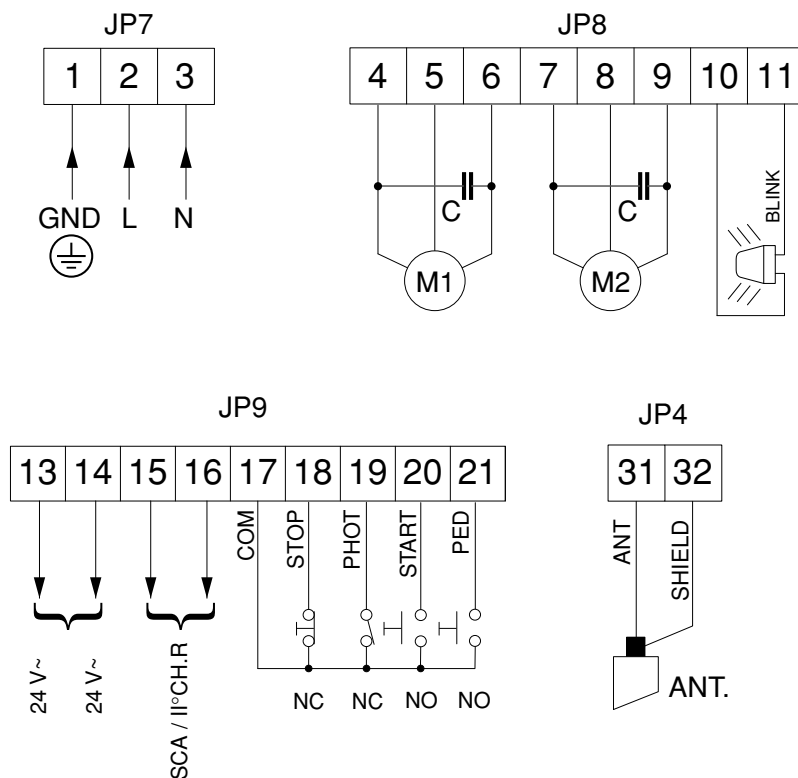 JP7
1 2 3
GND L N
JP8
4 5 6 7 8 9 10 11
C
C
BLINK
M1
M2
JP9
13 14 15 16 17 18 19 20 21
COM
STOP
PHOT
START
PED
24 V~
24 V~
SCA / II°CH.R
NC NC NO NO
JP4
31 32
ANT
SHIELD
ANT.